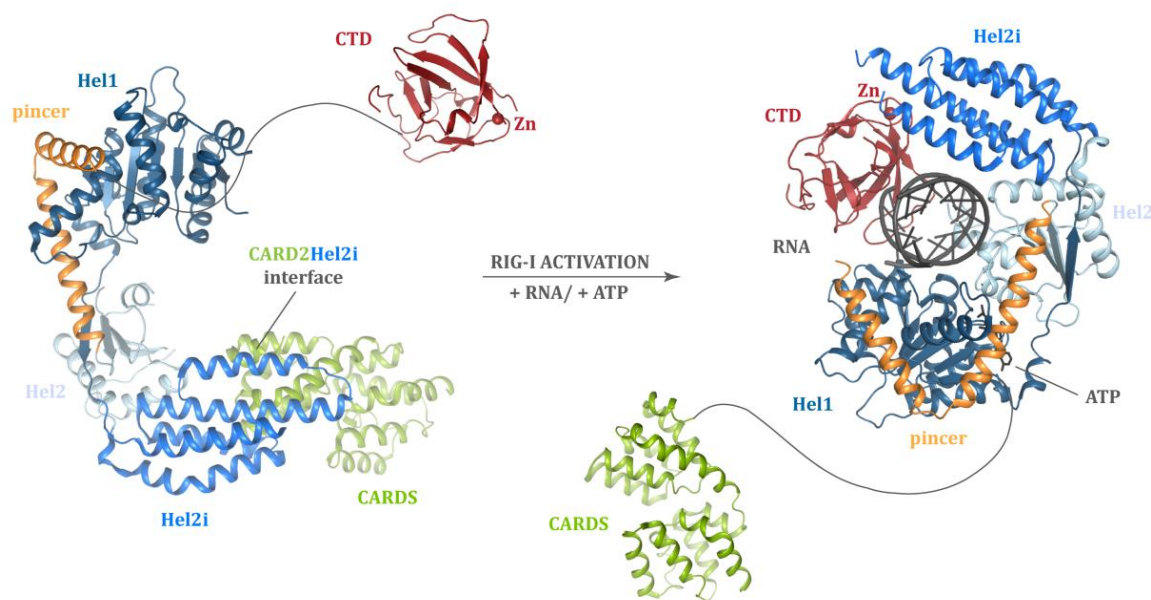 CTD
Hel1
pincer
Zn
CARD2Hel2i
interface
Hel2
Hel2i
CARDS
RIG-I ACTIVATION
+ RNA/ + ATP
Hel2i
Zn
CTD
Hel2
RNA
ATP
Hel1
pincer
CARDS